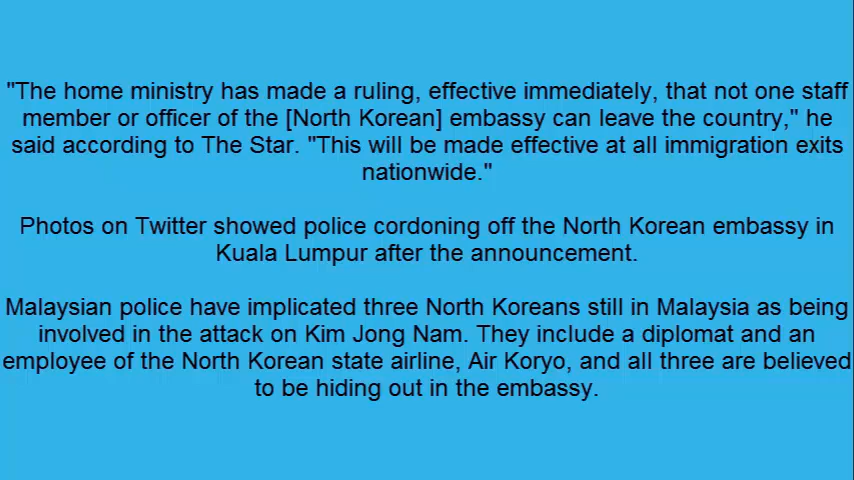 "The home ministry has made a ruling, effective immediately, that not one staff
member or officer of the [North Korean] embassy can leave the country," he
said according to The Star. "This will be made effective at all immigration exits
nationwide."
Photos on Twitter showed police cordoning off the North Korean embassy in
Kuala Lumpur after the announcement.
Malaysian police have implicated three North Koreans still in Malaysia as being
involved in the attack on Kim Jong Nam. They include a diplomat and an
employee of the North Korean state airline, Air Koryo, and all three are believed
to be hiding out in the embassy.